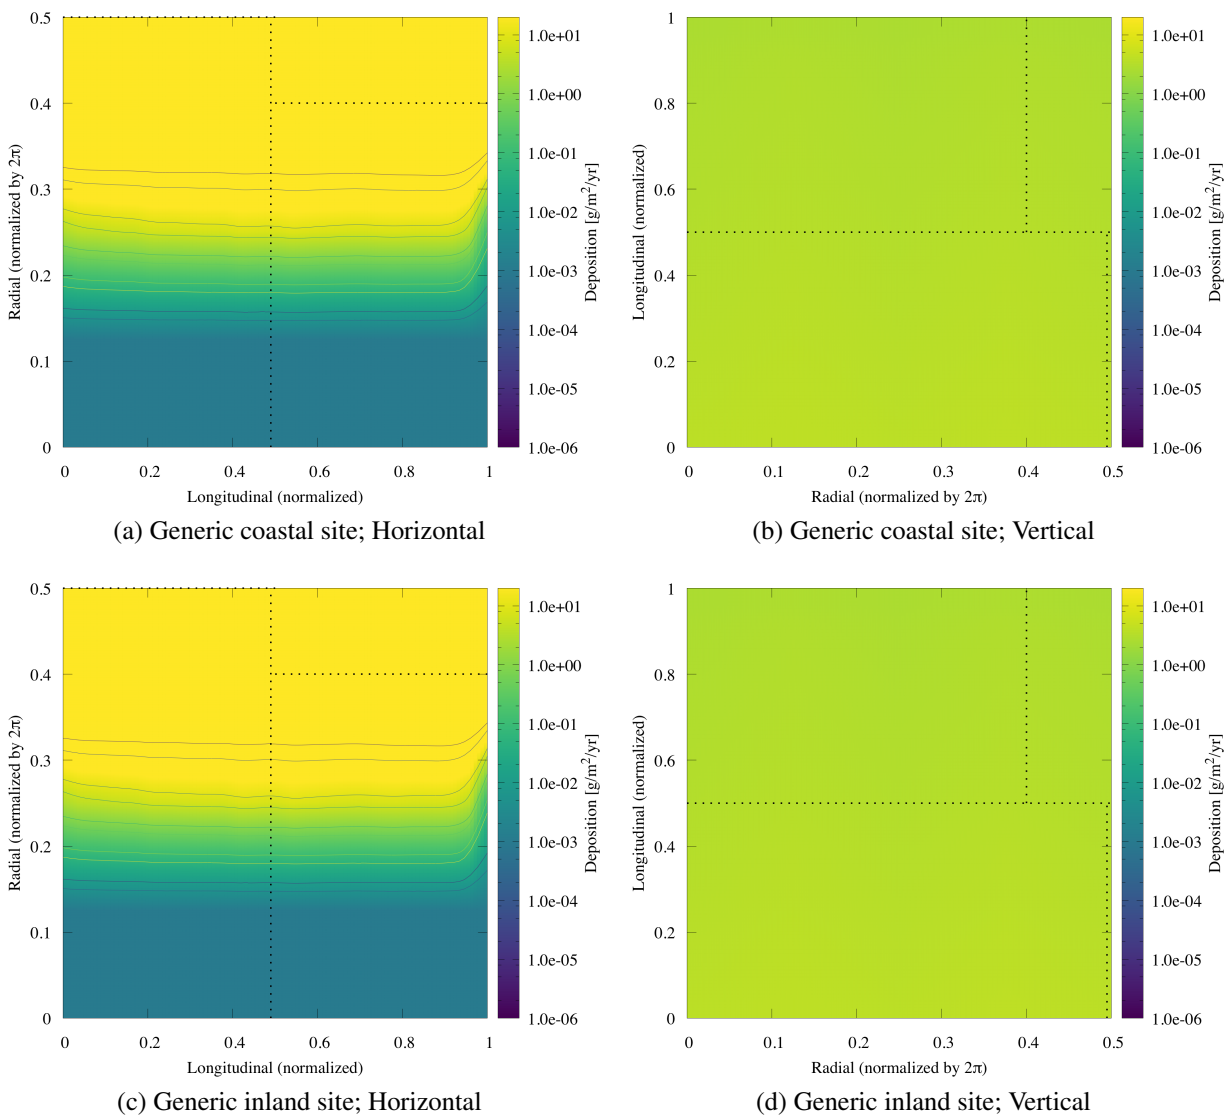 0.5
0.4
0.3
0.2
0.1
0
Radial (normalized by 2π)
0 0.2 0.4 0.6 0.8 1
Longitudinal (normalized)
1.0e+01
1.0e+00
1.0e-01
1.0e-02
1.0e-03
1.0e-04
1.0e-05
1.0e-06
Deposition [g/m²/yr]
(a) Generic coastal site; Horizontal
1
0.8
0.6
0.4
0.2
0
Longitudinal (normalized)
0 0.1 0.2 0.3 0.4 0.5
Radial (normalized by 2π)
1.0e+01
1.0e+00
1.0e-01
1.0e-02
1.0e-03
1.0e-04
1.0e-05
1.0e-06
Deposition [g/m²/yr]
(b) Generic coastal site; Vertical
0.5
0.4
0.3
0.2
0.1
0
Radial (normalized by 2π)
0 0.2 0.4 0.6 0.8 1
Longitudinal (normalized)
1.0e+01
1.0e+00
1.0e-01
1.0e-02
1.0e-03
1.0e-04
1.0e-05
1.0e-06
Deposition [g/m²/yr]
(c) Generic inland site; Horizontal
1
0.8
0.6
0.4
0.2
0
Longitudinal (normalized)
0 0.1 0.2 0.3 0.4 0.5
Radial (normalized by 2π)
1.0e+01
1.0e+00
1.0e-01
1.0e-02
1.0e-03
1.0e-04
1.0e-05
1.0e-06
Deposition [g/m²/yr]
(d) Generic inland site; Vertical